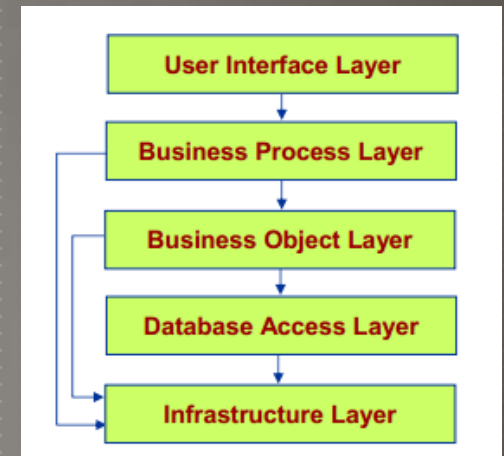 User Interface Layer
Business Process Layer
Business Object Layer
Database Access Layer
Infrastructure Layer